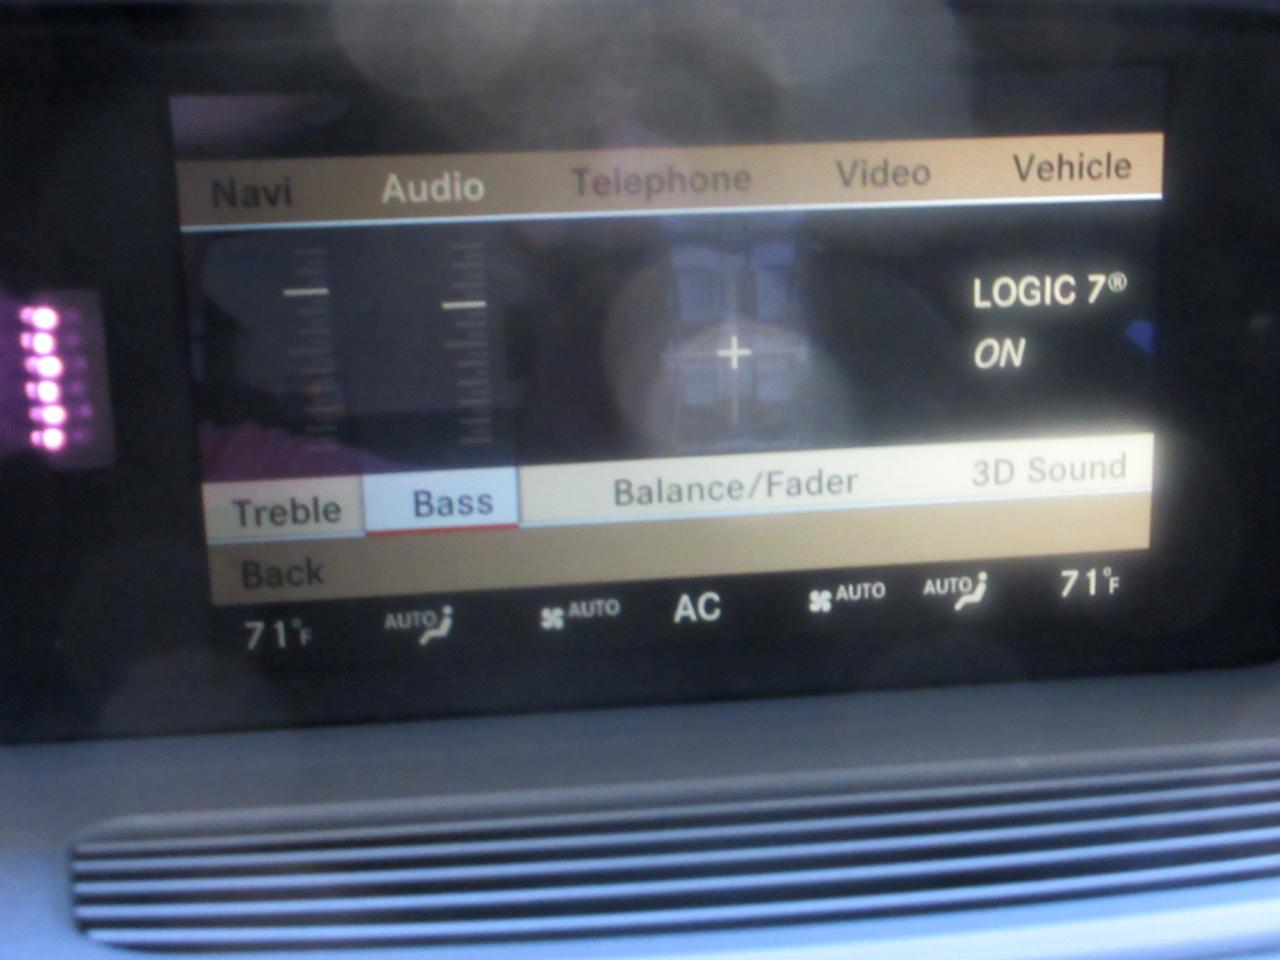 Navi Audio Telephone Video Vehicle
LOGIC 7®
ON
Treble Bass Balance/Fader 3D Sound
Back
71°F AUTO AUTO AC AUTO AUTO 71°F